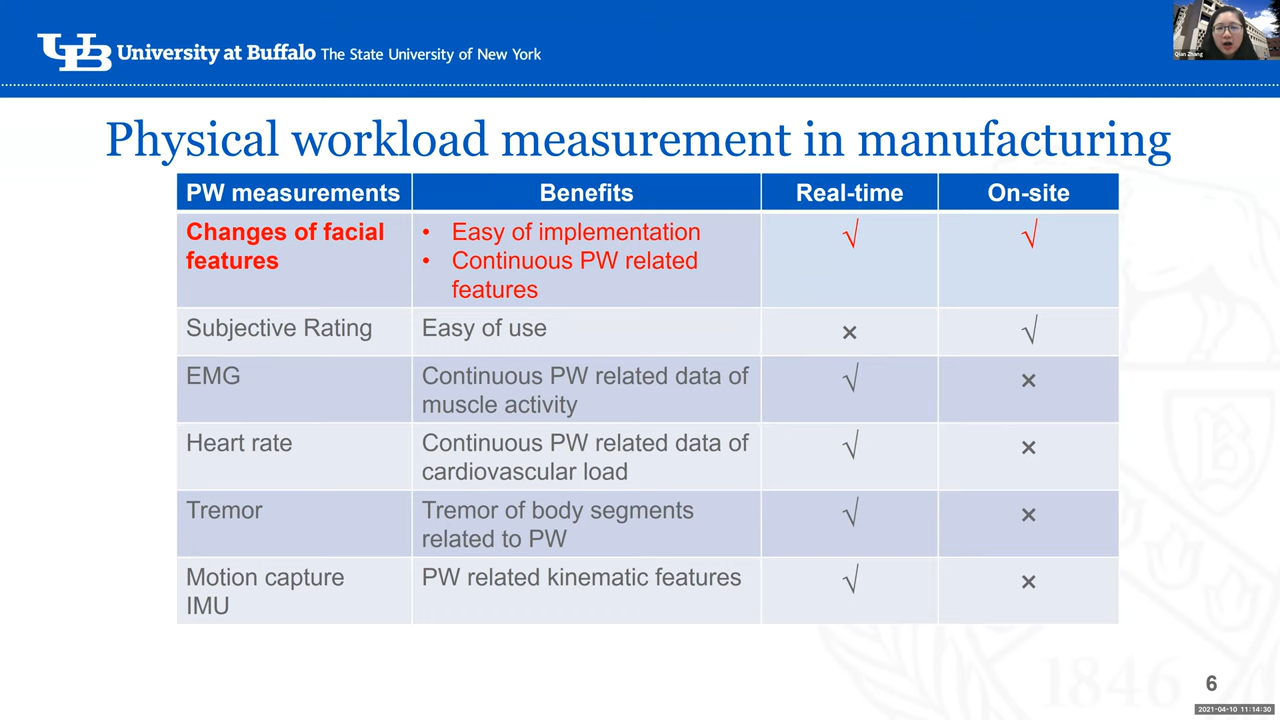 University at Buffalo The State University of New York
Qian Zhang
Physical workload measurement in manufacturing
PW measurements Benefits Real-time On-site
Changes of facial
features
• Easy of implementation
• Continuous PW related
features
√ √
Subjective Rating Easy of use × √
EMG Continuous PW related data of
muscle activity
√ ×
Heart rate Continuous PW related data of
cardiovascular load
√ ×
Tremor Tremor of body segments
related to PW
√ ×
Motion capture
IMU
PW related kinematic features √ ×
1846
6
2021-04-10 11:14:30